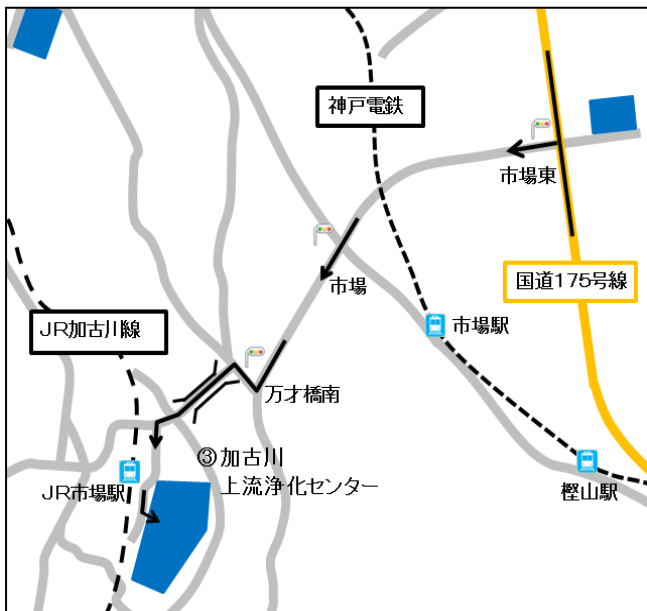 神戸電鉄
市場東
国道175号線
市場
市場駅
JR加古川線
万才橋南
③加古川
上流浄化センター
JR市場駅
樫山駅